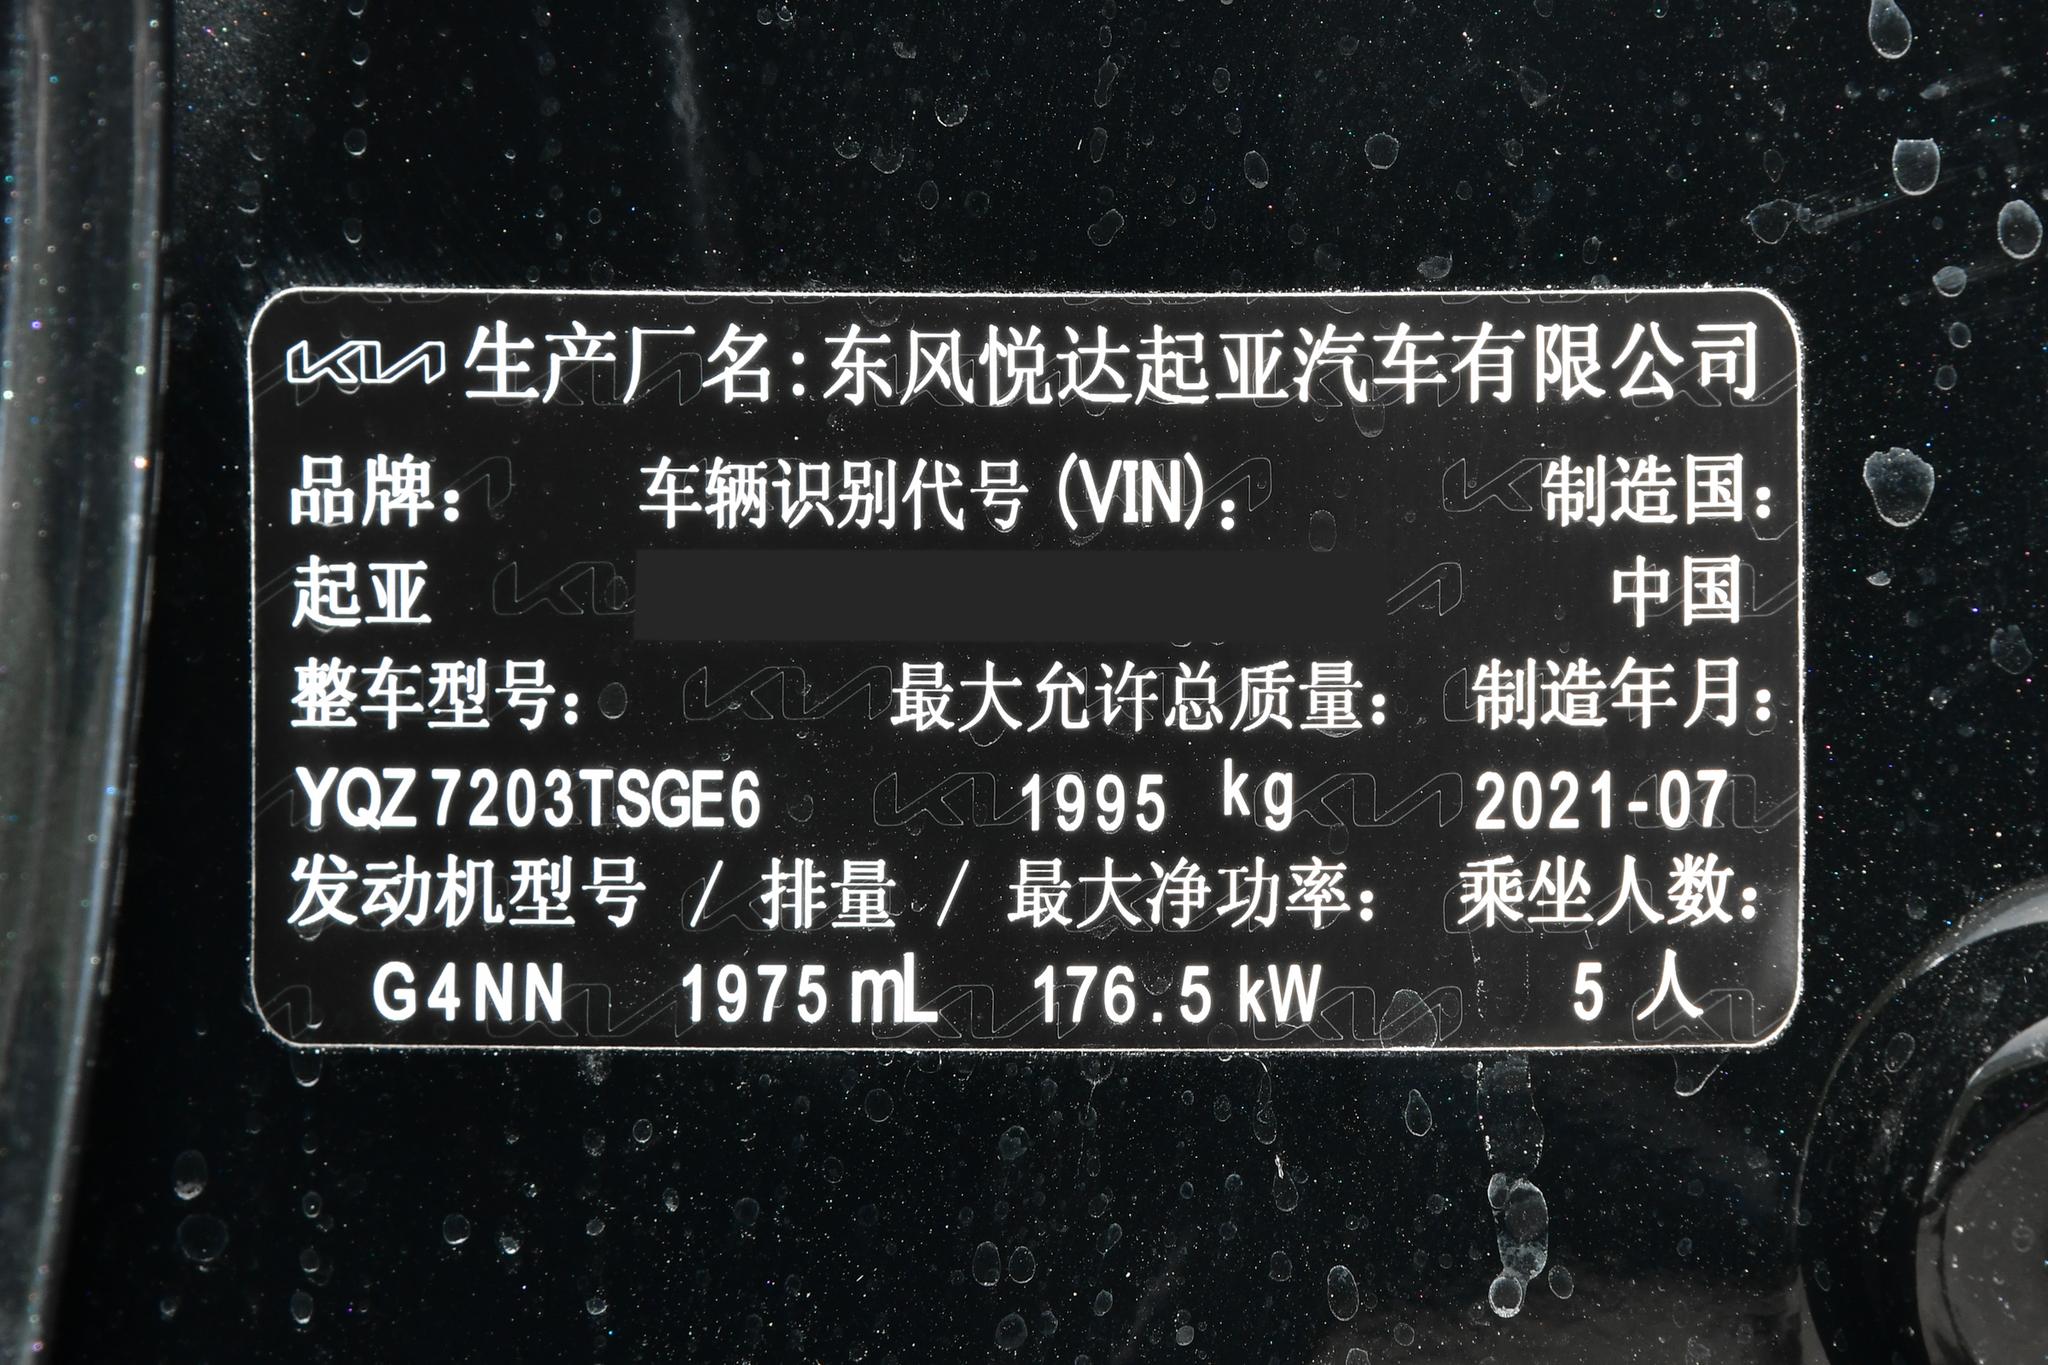 KIA 生产厂名:东风悦达起亚汽车有限公司
品牌: 车辆识别代号(VIN): 制造国:
起亚 中国
整车型号: 最大允许总质量: 制造年月:
YQZ7203TSGE6 1995 kg 2021-07
发动机型号 / 排量 / 最大净功率: 乘坐人数:
G4NN 1975 mL 176.5 kW 5 人